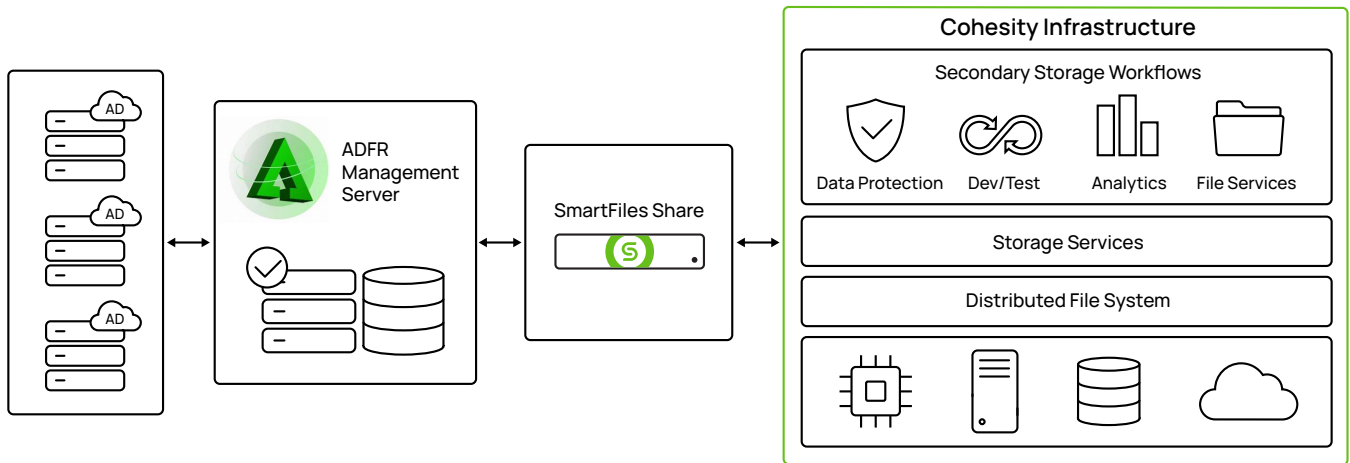 AD
AD
AD
ADFR
Management
Server
SmartFiles Share
Cohesity Infrastructure
Secondary Storage Workflows
Data Protection
Dev/Test
Analytics
File Services
Storage Services
Distributed File System